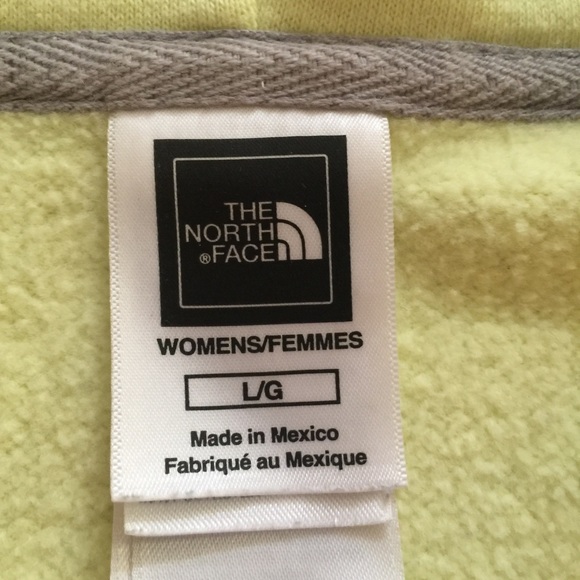 THE
NORTH
®FACE
WOMENS/FEMMES
L/G
Made in Mexico
Fabriqué au Mexique